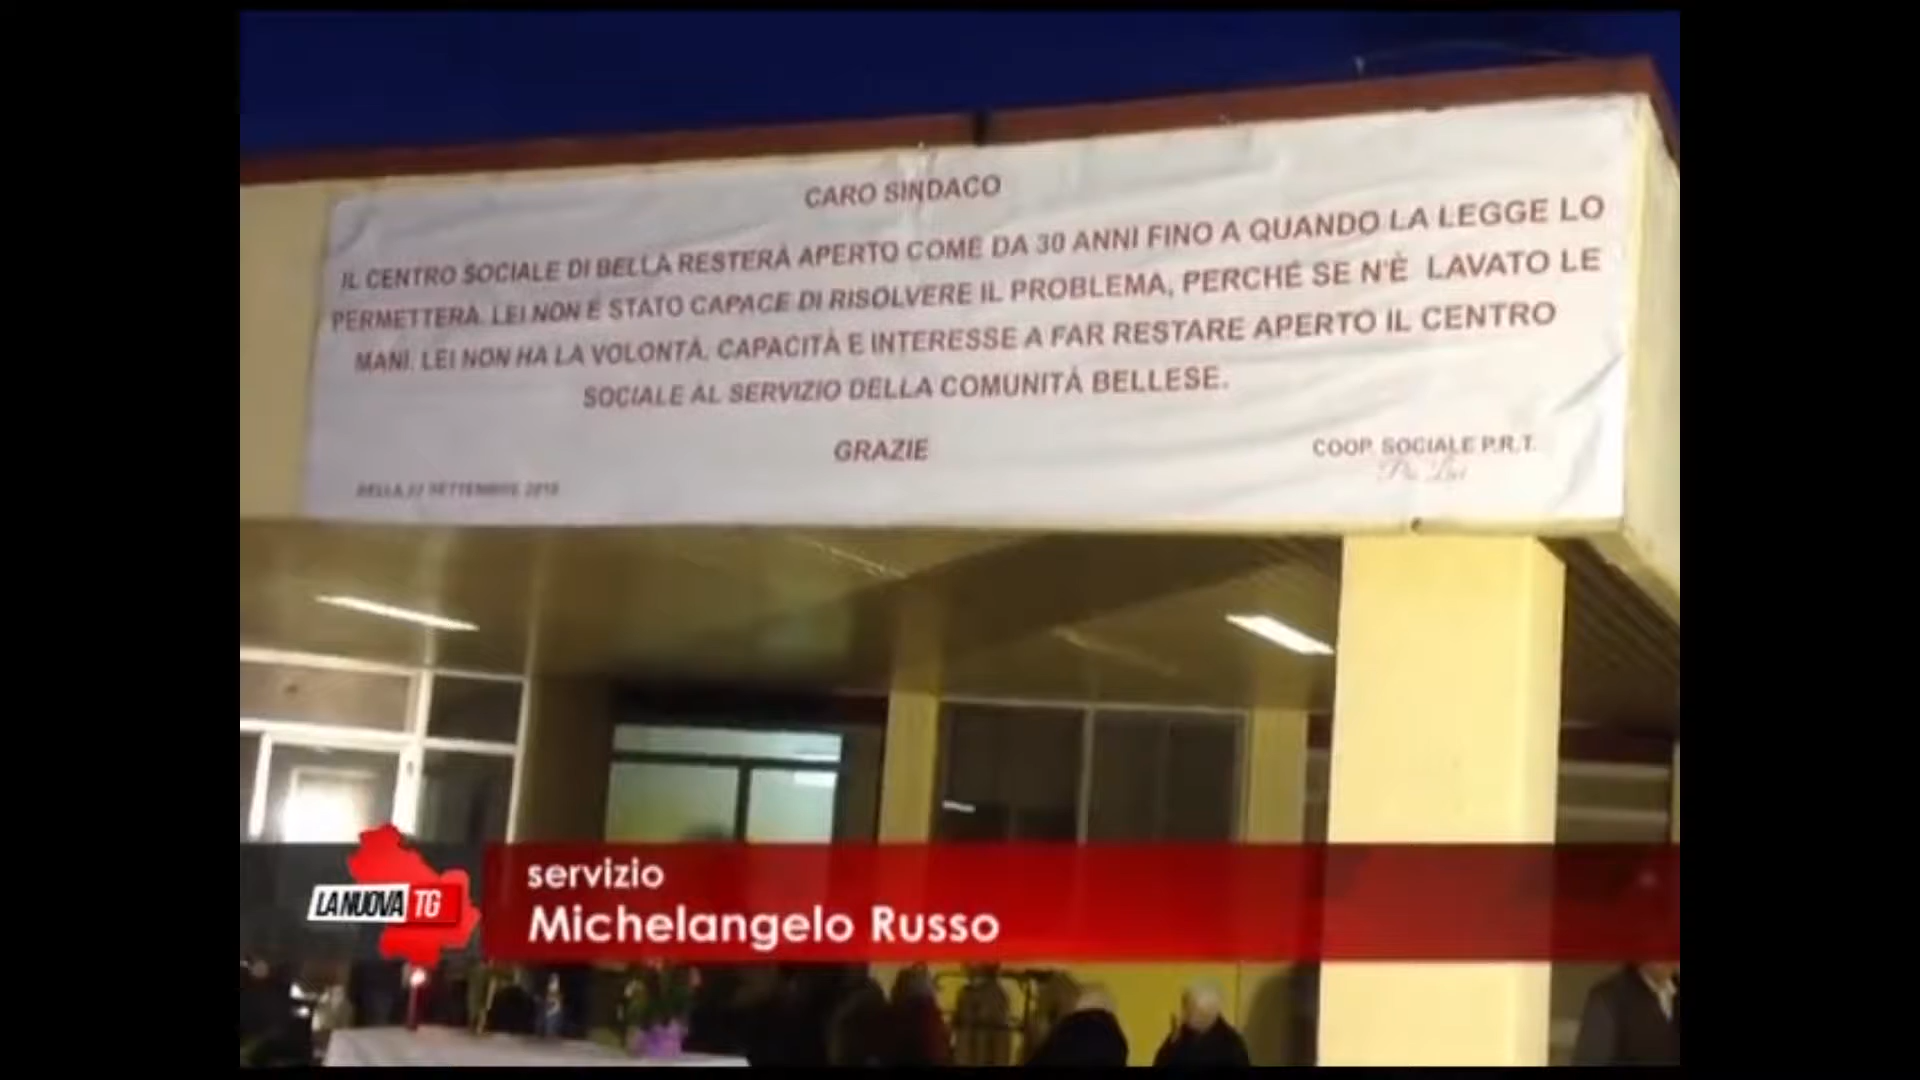 CARO SINDACO
IL CENTRO SOCIALE DI BELLA RESTERÀ APERTO COME DA 30 ANNI FINO A QUANDO LA LEGGE LO
PERMETTERÀ. LEI NON È STATO CAPACE DI RISOLVERE IL PROBLEMA, PERCHÉ SE N'È LAVATO LE
MANI. LEI NON HA LA VOLONTÀ, CAPACITÀ E INTERESSE A FAR RESTARE APERTO IL CENTRO
SOCIALE AL SERVIZIO DELLA COMUNITÀ BELLESE.
GRAZIE
COOP. SOCIALE P.R.T.
BELLA SETTEMBRE
servizio
LA NUOVA TG
Michelangelo Russo